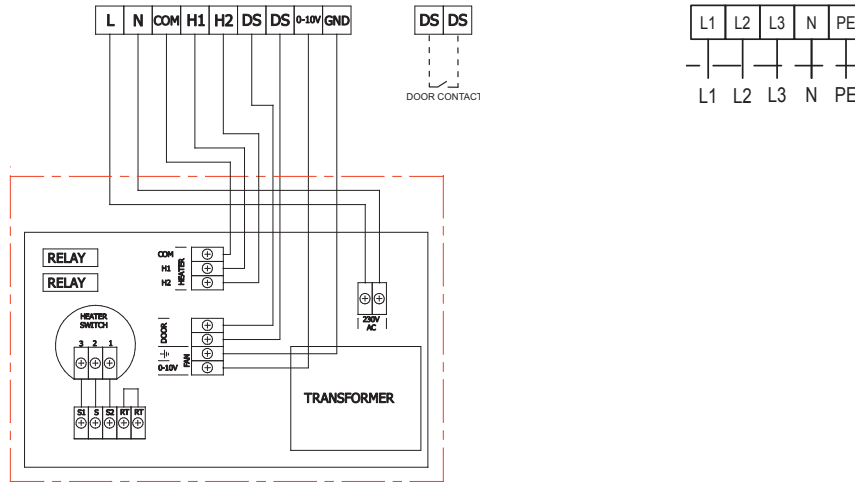 L N COM H1 H2 DS DS 0-10V GND
DS DS
DOOR CONTACT
L1 L2 L3 N PE
L1 L2 L3 N PE
RELAY
RELAY
HEATER
SWITCH
3 2 1
S1 S S2 RT RT
COM
H1
H2
HEATER
DOOR
0-10V
FAN
230V
AC
TRANSFORMER